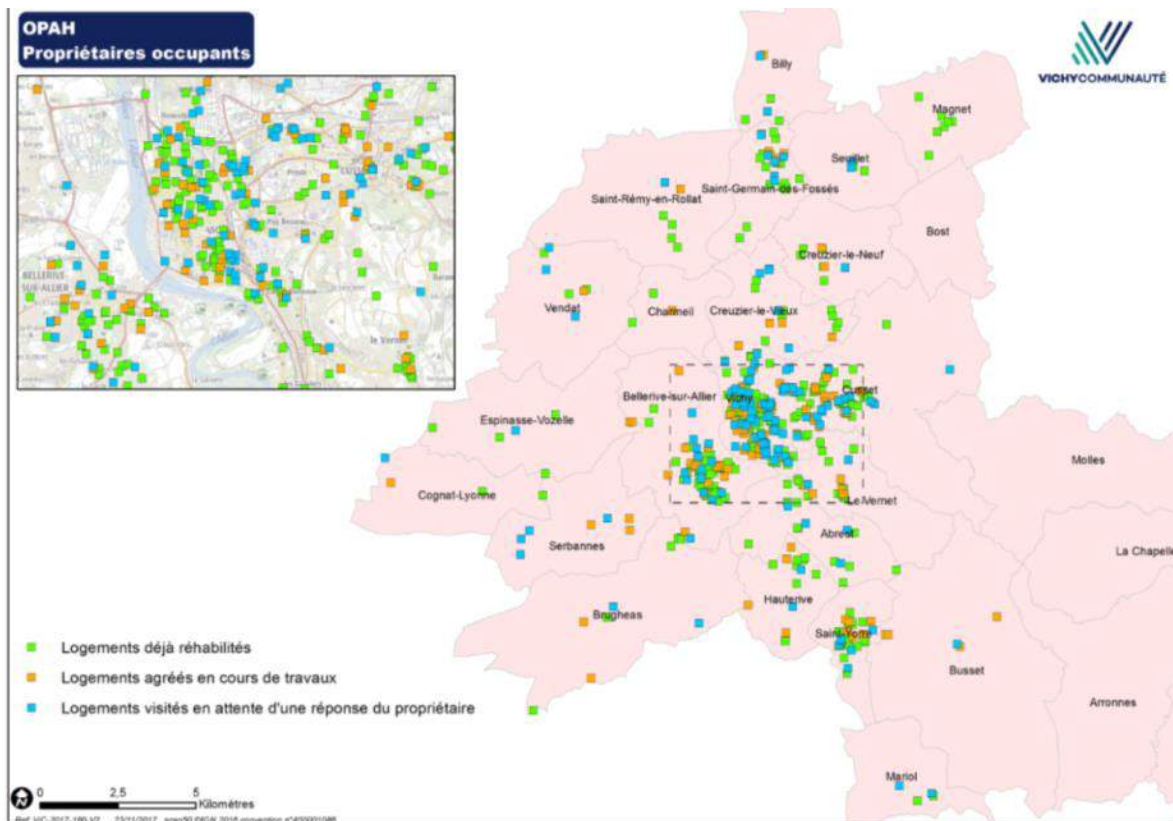 OPAH
Propriétaires occupants
VICHYCOMMUNAUTÉ
Billy
Magnet
Seuillet
Saint-Germain-des-Fossés
Saint-Rémy-en-Rollat
Bost
Creuzier-le-Neuf
Vendat
Charmeil
Creuzier-le-Vieux
BELLERIVE
SUR-ALLIER
le Vernet
Bellerive-sur-Allier
Vichy
Cusset
Espinasse-Vozelle
Molles
Cognat-Lyonne
Le Vernet
Abrest
Serbannes
La Chapelle
Hauterive
Brugheas
Saint-Yorre
Busset
Arronnes
Mariol
Logements déjà réhabilités
Logements agréés en cours de travaux
Logements visités en attente d'une réponse du propriétaire
0 2,5 5
Kilomètres